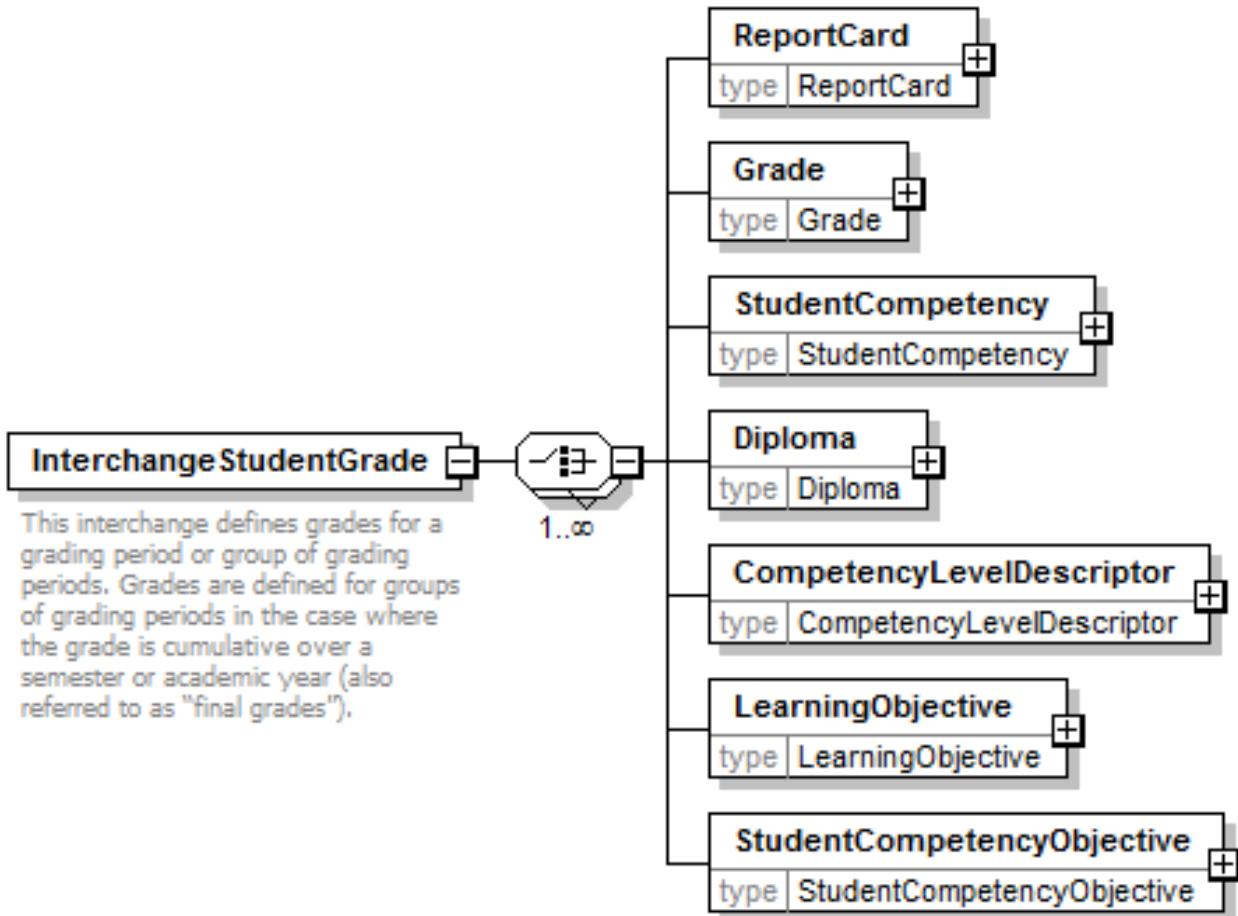 ReportCard
type ReportCard
Grade
type Grade
StudentCompetency
type StudentCompetency
Diploma
type Diploma
InterchangeStudentGrade
This interchange defines grades for a
grading period or group of grading
periods. Grades are defined for groups
of grading periods in the case where
the grade is cumulative over a
semester or academic year (also
referred to as “final grades”).
1..∞
CompetencyLevelDescriptor
type CompetencyLevelDescriptor
LearningObjective
type LearningObjective
StudentCompetencyObjective
type StudentCompetencyObjective